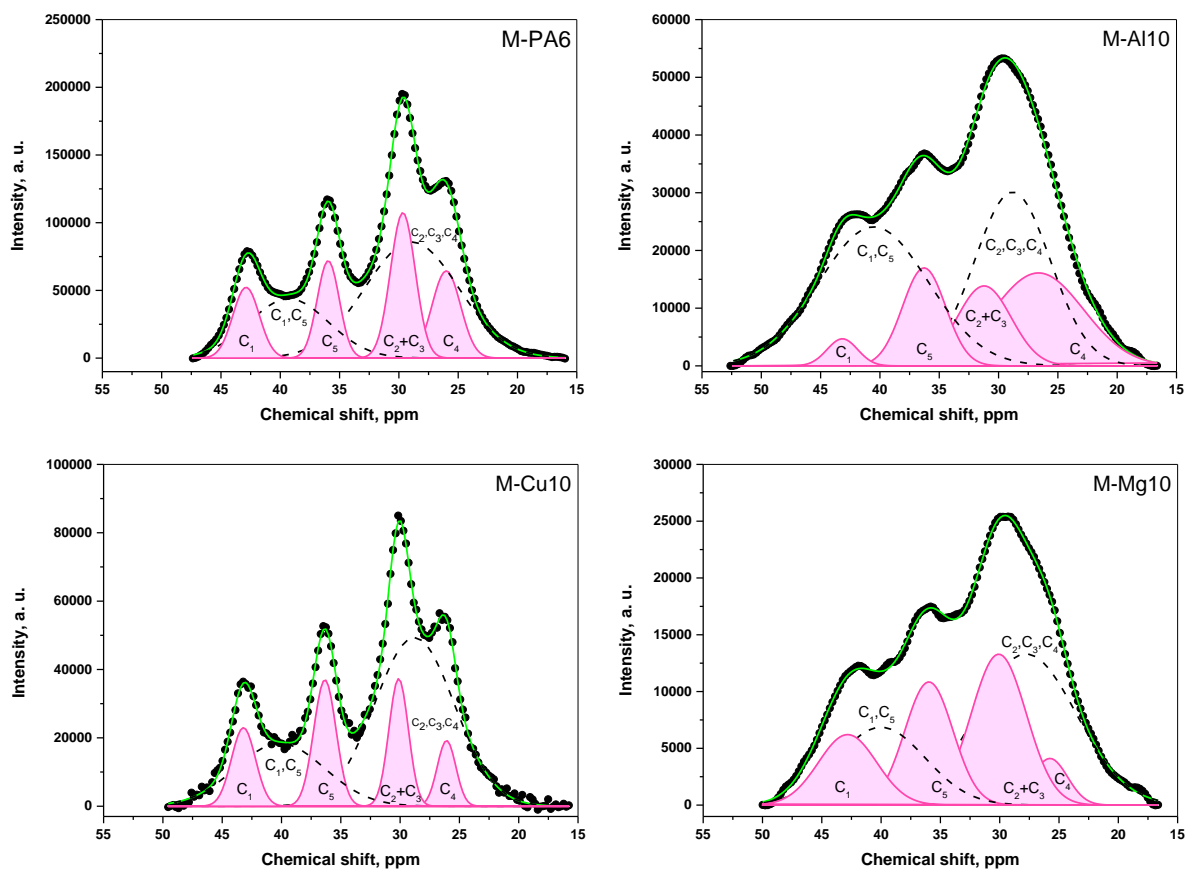 M-PA6
250000
200000
150000
100000
50000
0
Intensity, a. u.
C₁
C₁,C₅
C₅
C₂+C₃
C₂,C₃,C₄
C₄
55 50 45 40 35 30 25 20 15
Chemical shift, ppm
M-Al10
60000
50000
40000
30000
20000
10000
0
Intensity, a. u.
C₁
C₁,C₅
C₅
C₂+C₃
C₂,C₃,C₄
C₄
55 50 45 40 35 30 25 20 15
Chemical shift, ppm
M-Cu10
100000
80000
60000
40000
20000
0
Intensity, a. u.
C₁
C₁,C₅
C₅
C₂+C₃
C₂,C₃,C₄
C₄
55 50 45 40 35 30 25 20 15
Chemical shift, ppm
M-Mg10
30000
25000
20000
15000
10000
5000
0
Intensity, a. u.
C₁
C₁,C₅
C₅
C₂+C₃
C₂,C₃,C₄
C₄
55 50 45 40 35 30 25 20 15
Chemical shift, ppm